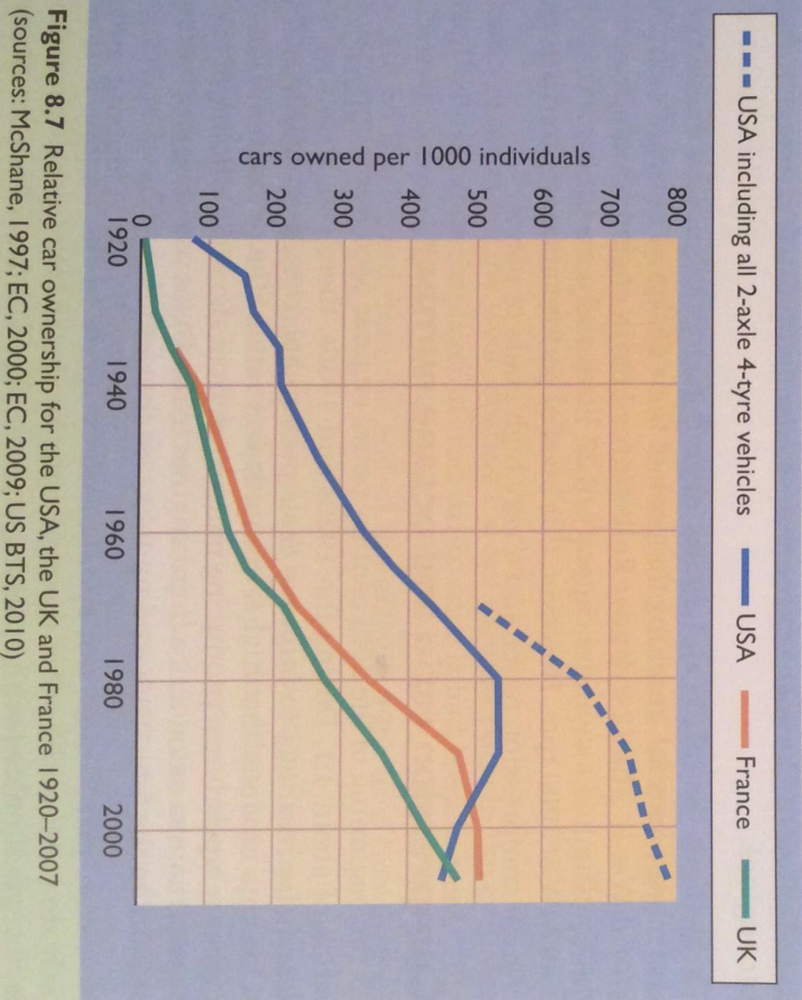 USA including all 2-axle 4-tyre vehicles USA France UK
cars owned per 1000 individuals
800
700
600
500
400
300
200
100
0
1920 1940 1960 1980 2000
Figure 8.7 Relative car ownership for the USA, the UK and France 1920–2007
(sources: McShane, 1997; EC, 2000; EC, 2009; US BTS, 2010)